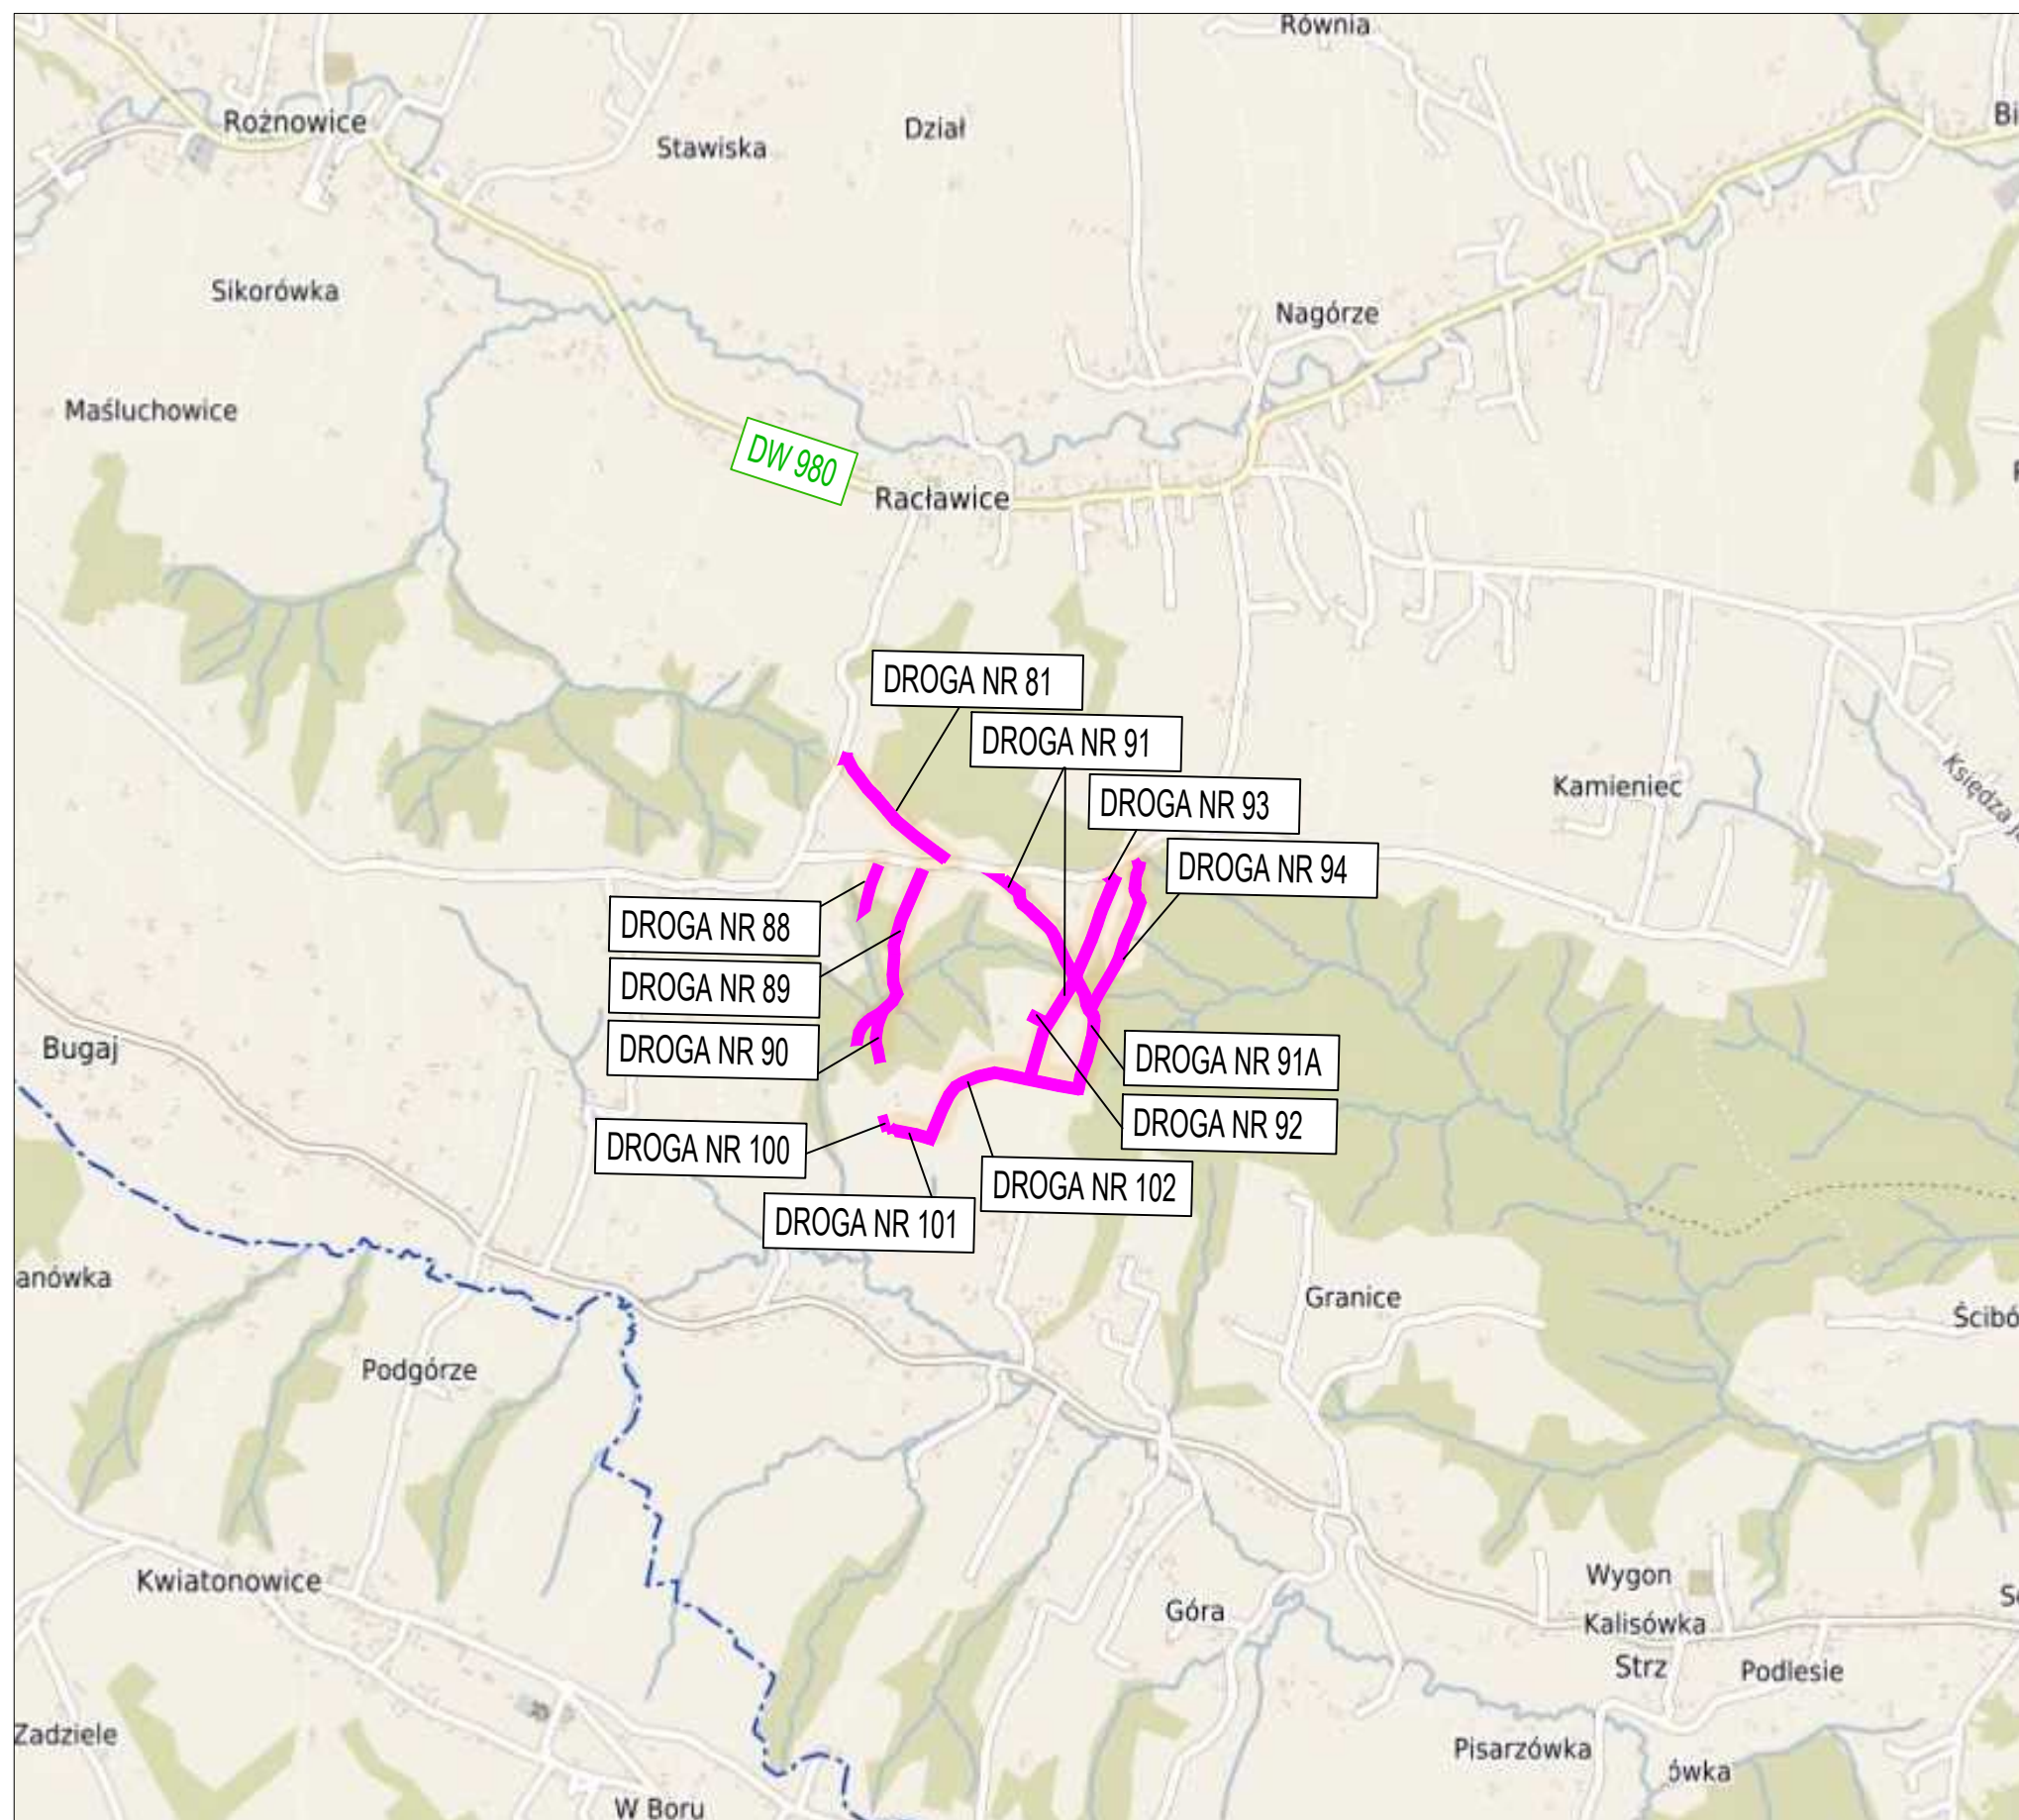 Równia
Rożnowice
Stawiska
Dział
Sikorówka
Nagórze
Maśluchowice
DW 980
Racławice
DROGA NR 81
DROGA NR 91
DROGA NR 93
DROGA NR 94
Kamieniec
Księdza
DROGA NR 88
DROGA NR 89
DROGA NR 90
Bugaj
DROGA NR 91A
DROGA NR 92
DROGA NR 100
DROGA NR 102
DROGA NR 101
anówka
Granice
Ścibó
Podgórze
Kwiatonowice
Wygon
Góra
Kalisówka
Strz
Podlesie
Zadziele
Pisarzówka
ówka
W Boru